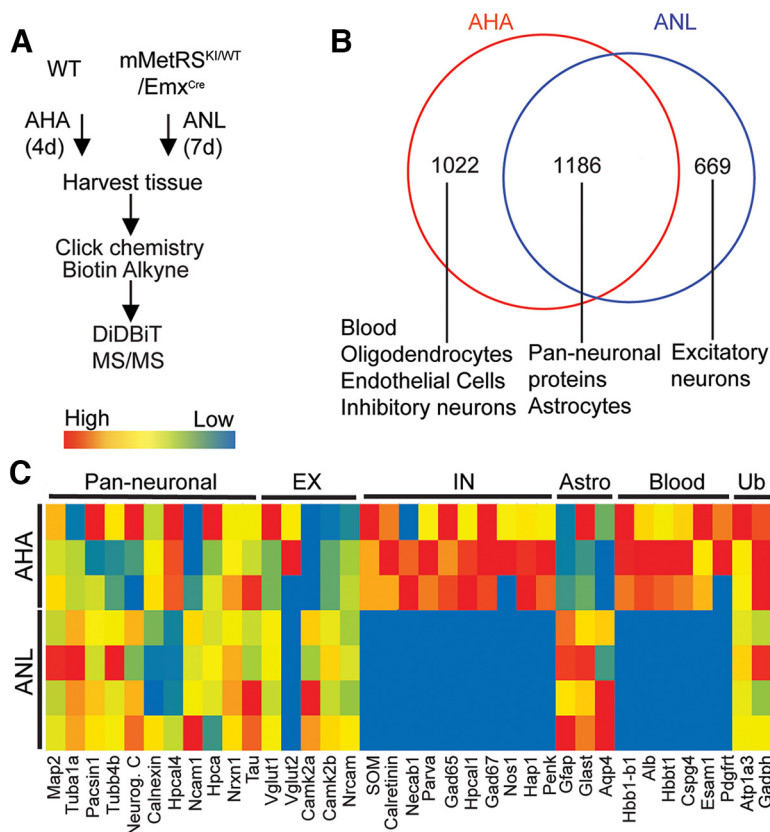 A
WT
mMetRSKI/WT
/EmxCre
AHA
(4d)
ANL
(7d)
Harvest tissue
Click chemistry
Biotin Alkyne
DiDBiT
MS/MS
B
AHA
ANL
1022
1186
669
Blood
Oligodendrocytes
Endothelial Cells
Inhibitory neurons
Pan-neuronal
proteins
Astrocytes
Excitatory
neurons
High
Low
C
Pan-neuronal
EX
IN
Astro
Blood
Ub
AHA
ANL
Map2
Tuba1a
Pacsin1
Tubb4b
Neurog. C
Calnexin
Hpcal4
Ncam1
Hpca
Nrxn1
Tau
Vglut1
Vglut2
Camk2a
Camk2b
Nrcam
SOM
Calretinin
Necab1
Parva
Gad65
Hpcal1
Gad67
Nos1
Hap1
Penk
Gfap
Glast
Aqp4
Hbb1-b1
Alb
Hbbt1
Cspg4
Esam1
Pdgfrt
Atp1a3
Gadph